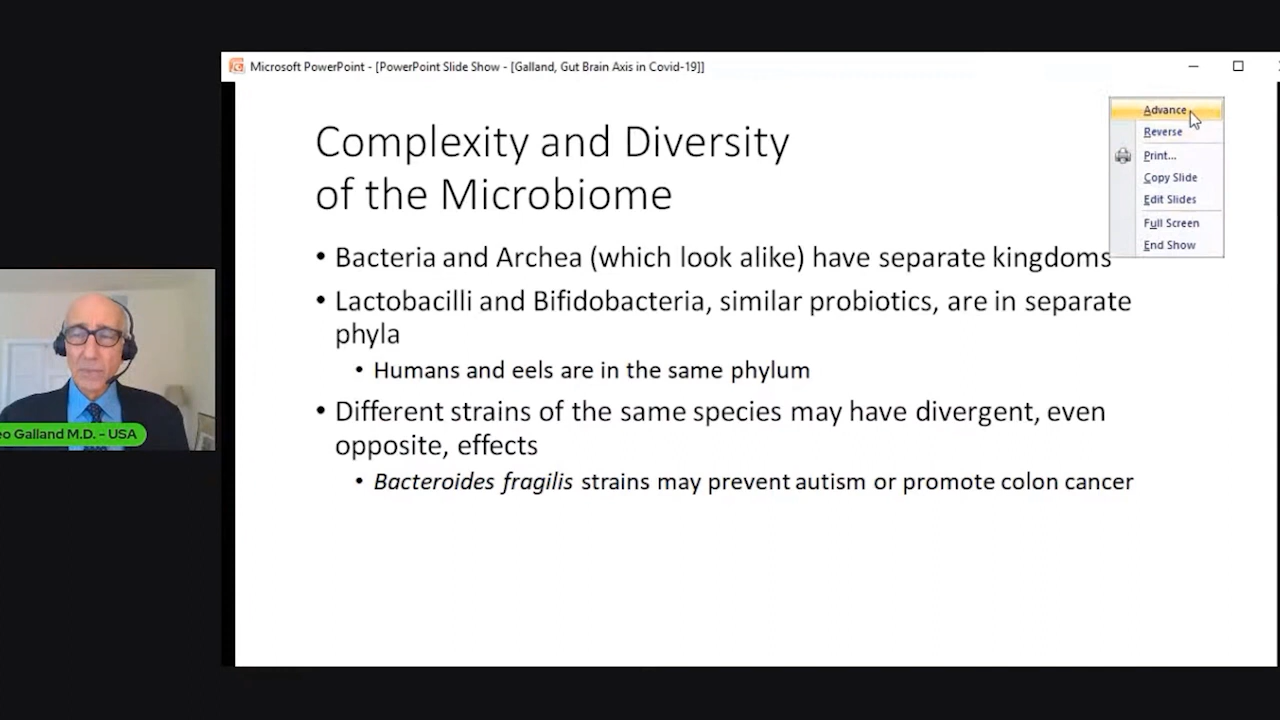 Microsoft PowerPoint - [PowerPoint Slide Show - [Galland, Gut Brain Axis in Covid-19]]
Complexity and Diversity
of the Microbiome
• Bacteria and Archea (which look alike) have separate kingdoms
• Lactobacilli and Bifidobacteria, similar probiotics, are in separate
phyla
• Humans and eels are in the same phylum
• Different strains of the same species may have divergent, even
opposite, effects
• Bacteroides fragilis strains may prevent autism or promote colon cancer
Advance
Reverse
Print...
Copy Slide
Edit Slides
Full Screen
End Show
eo Galland M.D. - USA